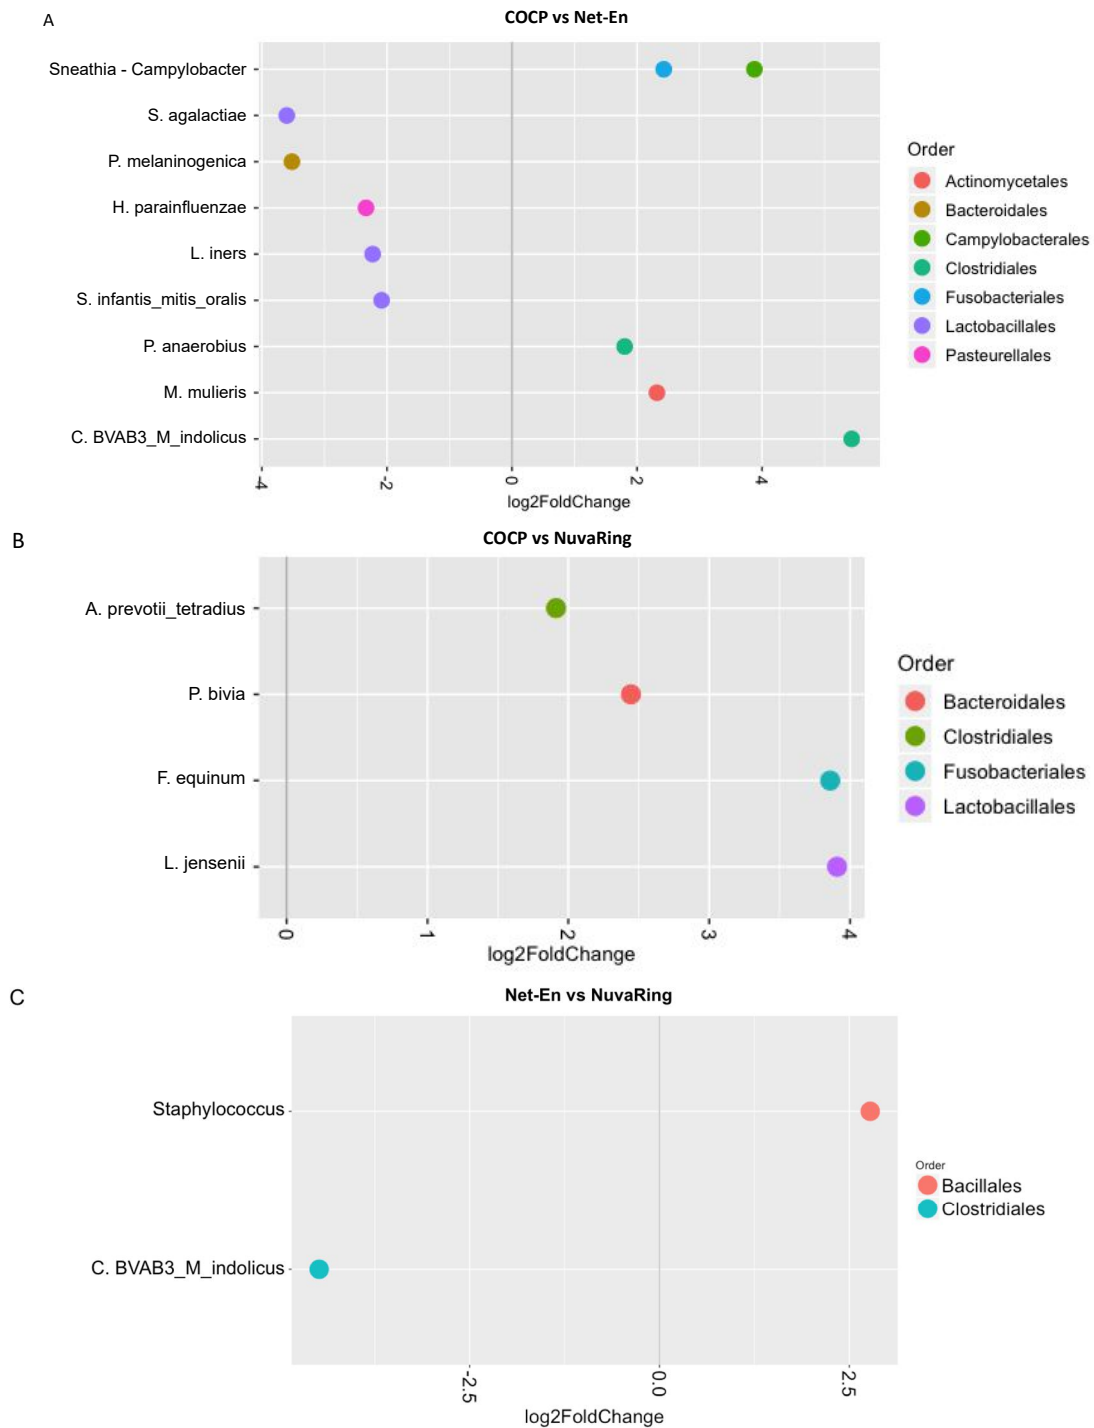 A
COCP vs Net-En
Sneathia - Campylobacter
S. agalactiae
P. melaninogenica
H. parainfluenzae
L. iners
S. infantis_mitis_oralis
P. anaerobius
M. mulieris
C. BVAB3_M_indolicus
-4
-2
0
2
4
log2FoldChange
Order
Actinomycetales
Bacteroidales
Campylobacterales
Clostridiales
Fusobacteriales
Lactobacillales
Pasteurellales
B
COCP vs NuvaRing
A. prevotii_tetradius
P. bivia
F. equinum
L. jensenii
0
1
2
3
4
log2FoldChange
Order
Bacteroidales
Clostridiales
Fusobacteriales
Lactobacillales
C
Net-En vs NuvaRing
Staphylococcus
C. BVAB3_M_indolicus
-2.5
0.0
2.5
log2FoldChange
Order
Bacillales
Clostridiales